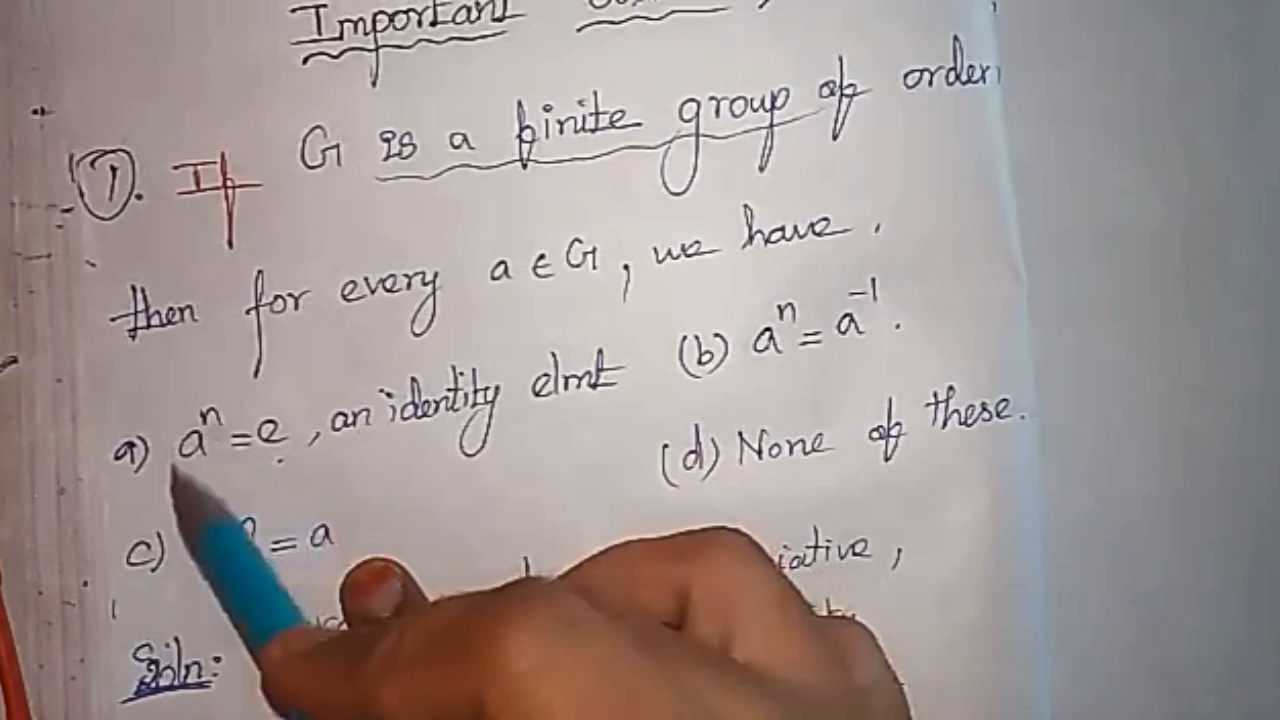 Important
1. If G is a finite group of order
then for every a ∈ G, we have.
a) aⁿ = e, an identity elmt (b) aⁿ = a⁻¹.
c) = a (d) None of these.
Soln: